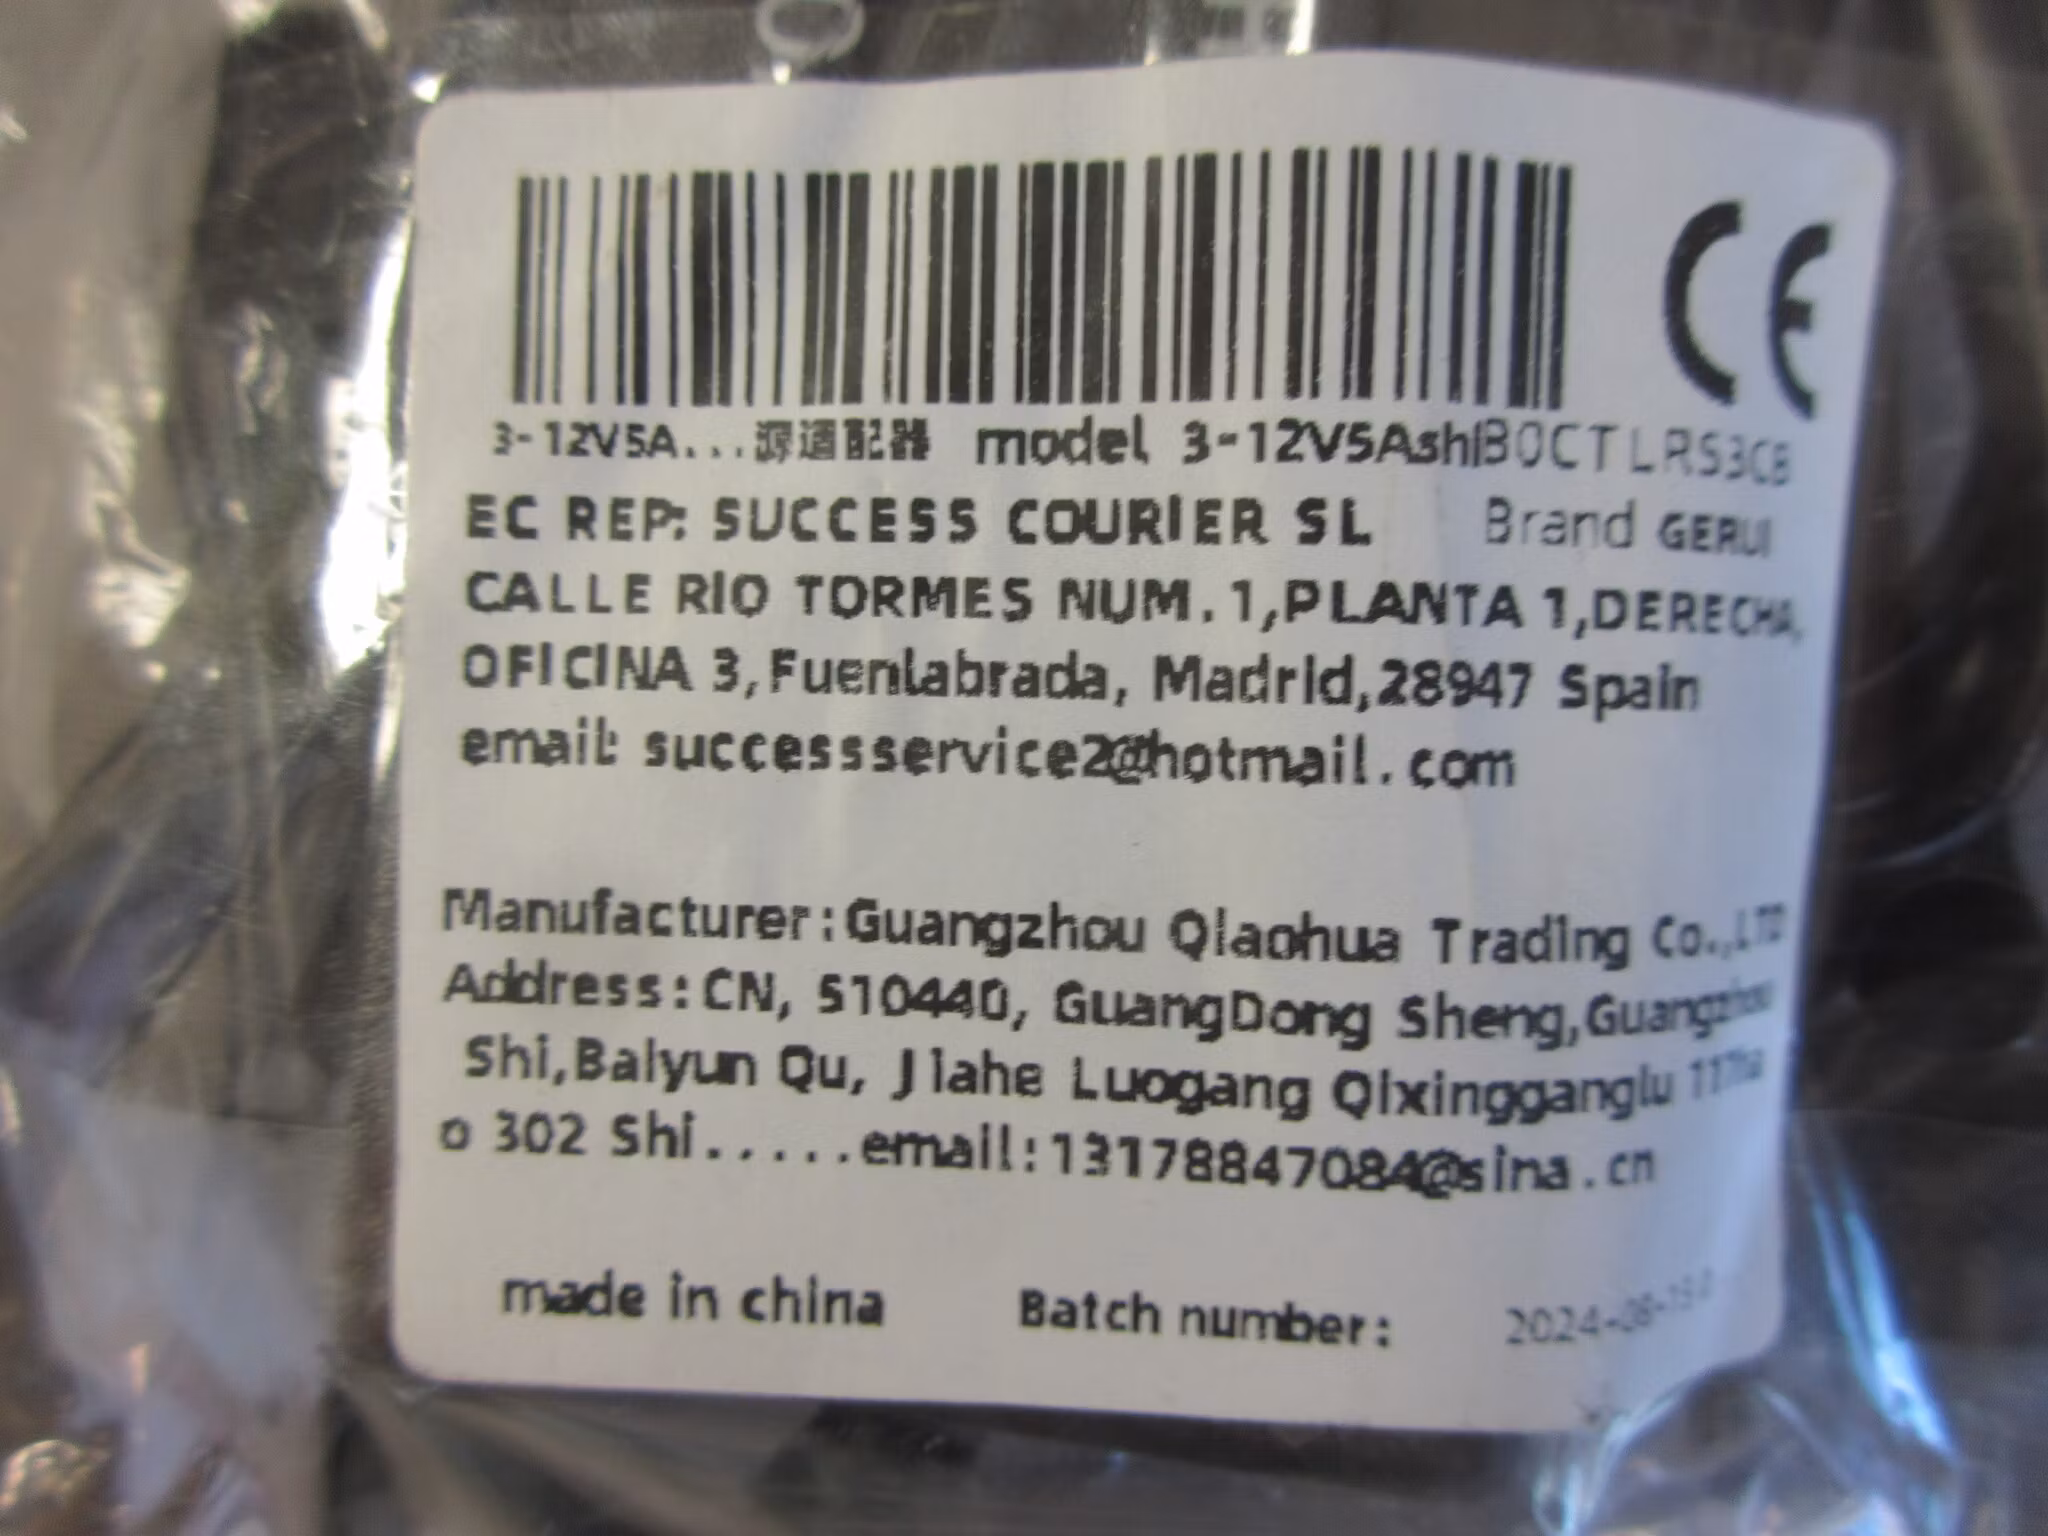 CE
3-12V5A...源适配器 model 3-12V5Ashi B0CTLRS3CB
EC REP: SUCCESS COURIER SL Brand GERUI
CALLE RIO TORMES NUM. 1,PLANTA 1,DERECHA,
OFICINA 3,Fuenlabrada, Madrid,28947 Spain
email: successservice2@hotmail.com
Manufacturer:Guangzhou Qiaohua Trading Co.,LTD
Address:CN, 510440, GuangDong Sheng,Guangzhou
Shi,Baiyun Qu, Jiahe Luogang Qixingganglu
o 302 Shi.....email:13178847084@sina.cn
made in china Batch number: